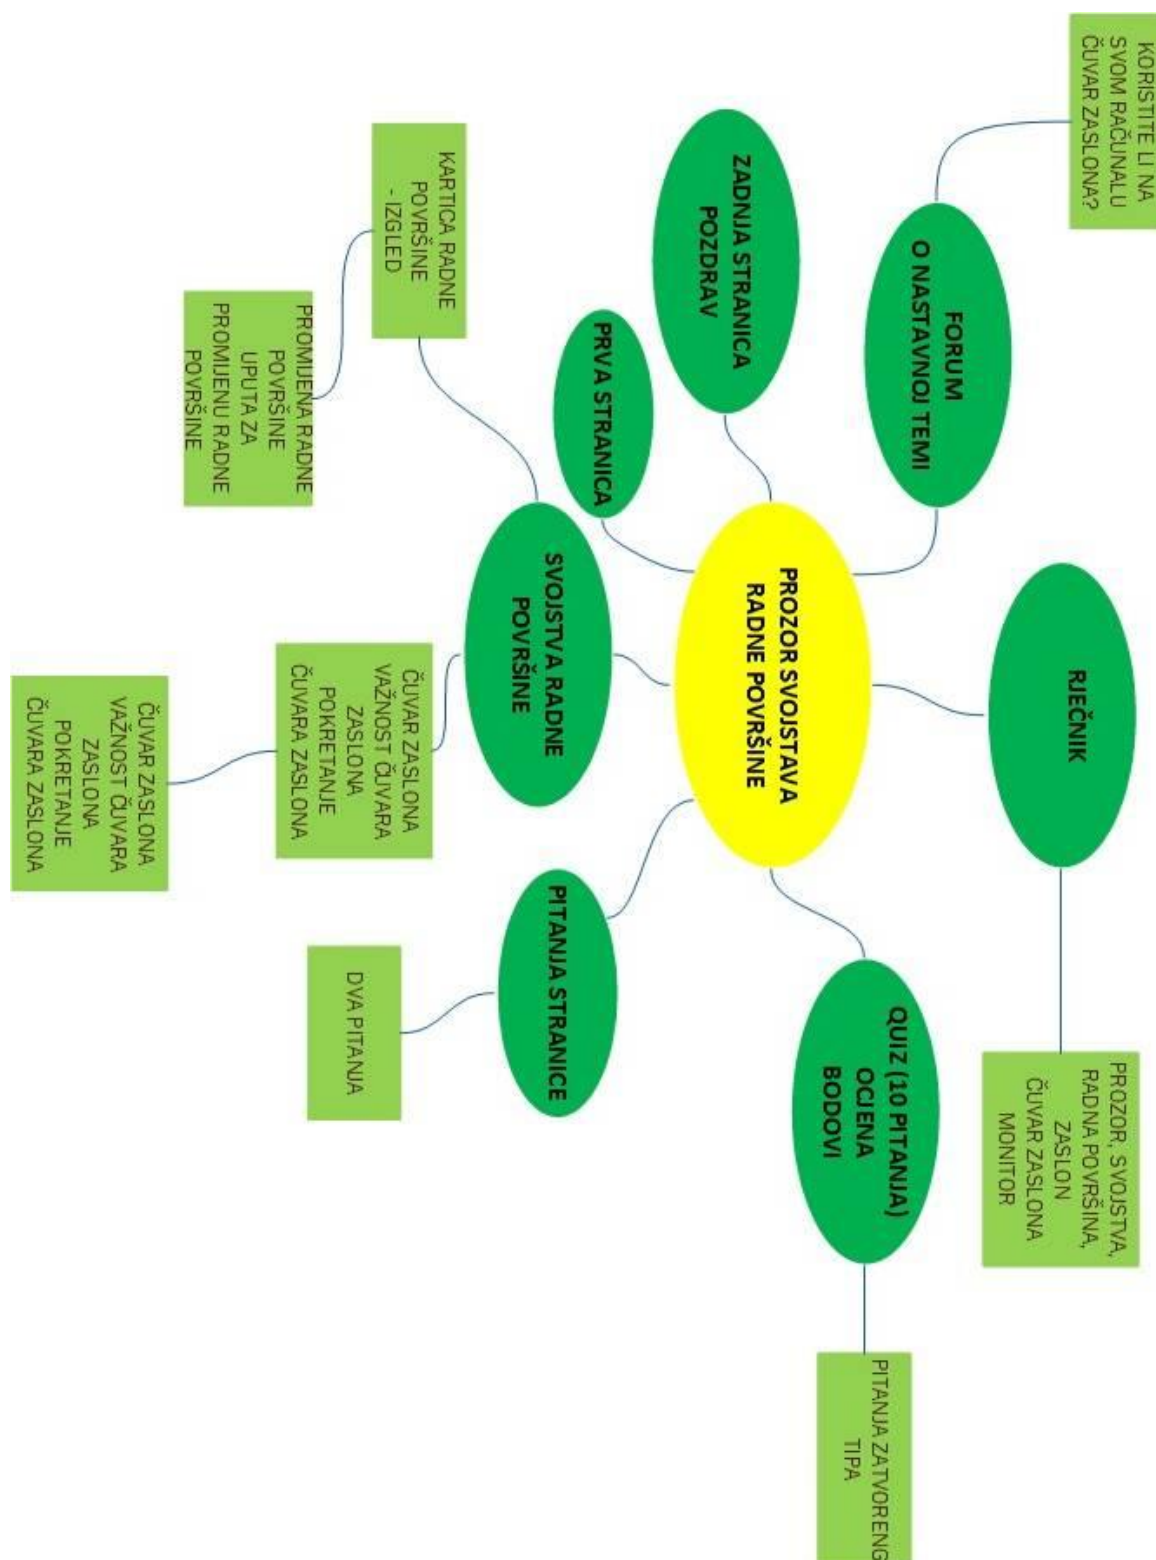 KORISTITE LI NA
SVOM RAČUNALU
ČUVAR ZASLONA?
FORUM
O NASTAVNOJ TEMI
RJEČNIK
PROZOR, SVOJSTVA,
RADNA POVRŠINA,
ZASLON
ČUVAR ZASLONA
MONITOR
ZADNJA STRANICA
POZDRAV
PROZOR SVOJSTAVA
RADNE POVRŠINE
QUIZ (10 PITANJA)
OCJENA
BODOVI
PITANJA ZATVORENG
TIPA
PRVA STRANICA
SVOJSTVA RADNE
POVRŠINE
PITANJA STRANICE
KARTICA RADNE
POVRŠINE
- IZGLED
ČUVAR ZASLONA
VAŽNOST ČUVARA
ZASLONA
POKRETANJE
ČUVARA ZASLONA
DVA PITANJA
PROMIJENA RADNE
POVRŠINE
UPUTA ZA
PROMIJENU RADNE
POVRŠINE
ČUVAR ZASLONA
VAŽNOST ČUVARA
ZASLONA
POKRETANJE
ČUVARA ZASLONA